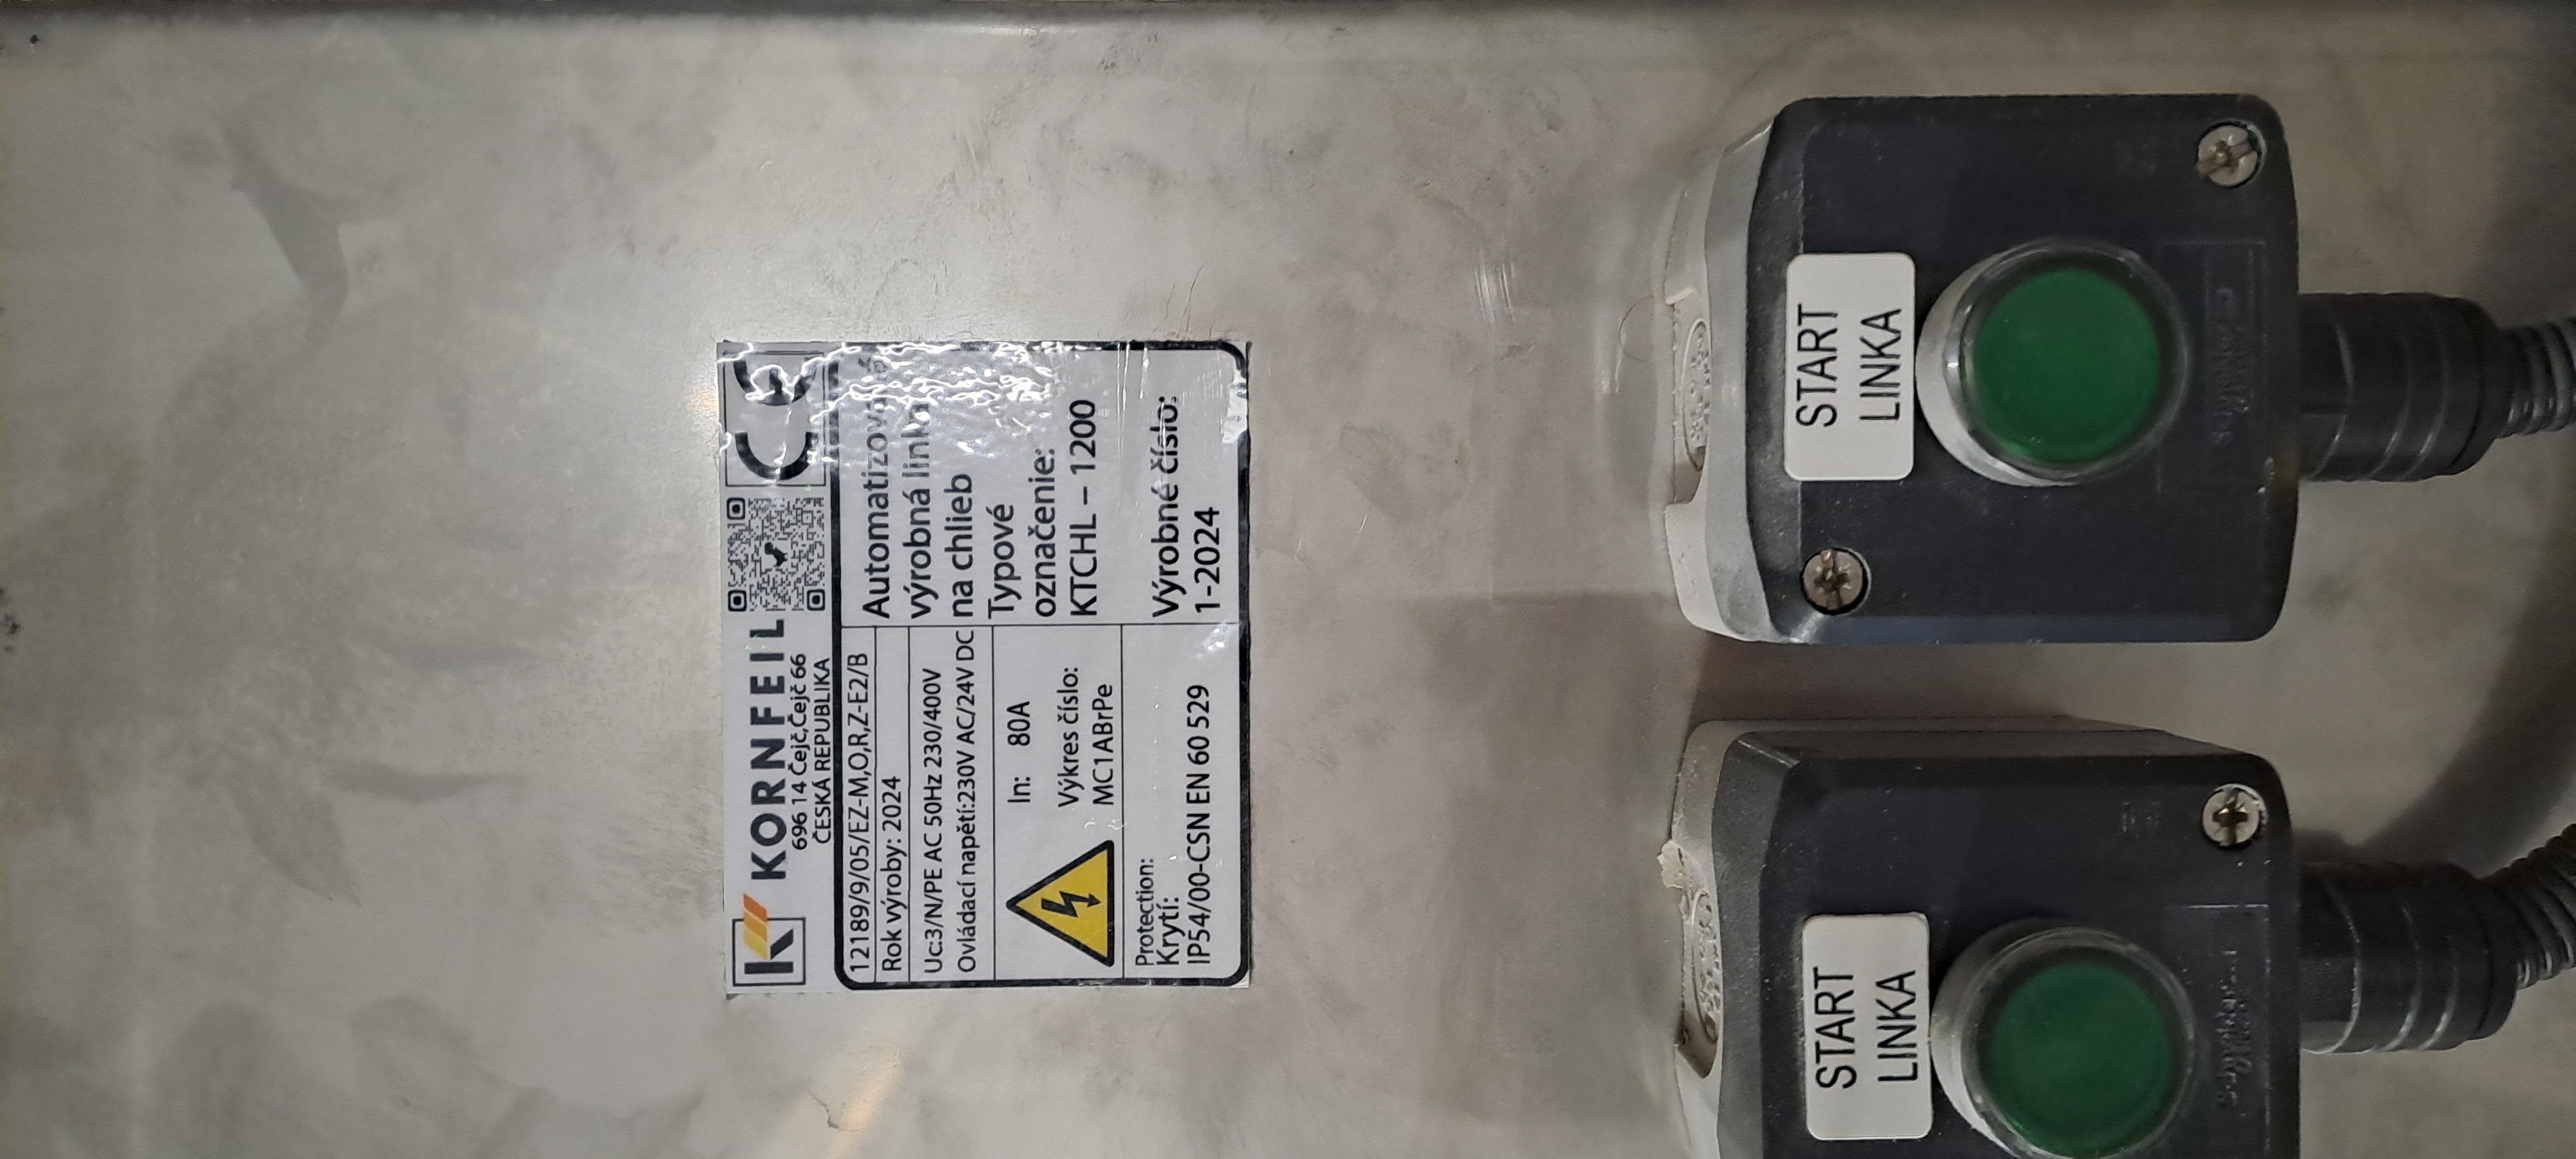 KORNFEIL
696 14 Čejč,Čejč 66
ČESKÁ REPUBLIKA
CE
12189/9/05/EZ-M,O,R,Z-E2/B
Rok výroby: 2024
Uc:3/N/PE AC 50Hz 230/400V
Ovládací napětí:230V AC/24V DC
In: 80A
Výkres číslo:
MC1ABrPe
Protection:
Krytí:
IP54/00-CSN EN 60 529
výrobná linka
na chlieb
Typové
označenie:
KTCHL – 1200
Výrobné číslo:
1-2024
START
LINKA
START
LINKA